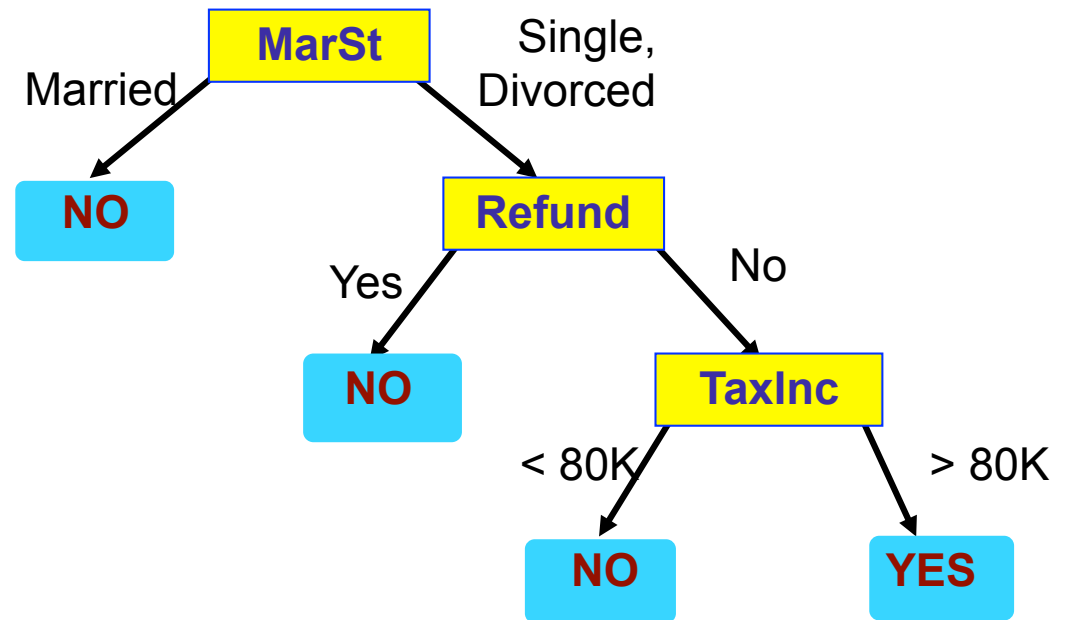 MarSt
Single,
Divorced
Married
NO
Refund
Yes
No
NO
TaxInc
< 80K
> 80K
NO
YES